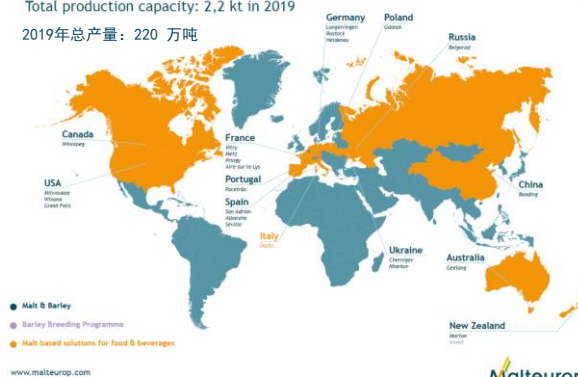 Total production capacity: 2,2 kt in 2019
2019年总产量：220 万吨
Germany
Langerringen
Rostock
Heidenau
Poland
Gdansk
Russia
Belgorod
Canada
Winnipeg
USA
Milwaukee
Winona
Great Falls
France
Vitry
Metz
Pringy
Aire-sur-la-Lys
Portugal
Poceirão
Spain
San Adrian
Albacete
Sevilla
Italy
Ukraine
Chernigov
Kharkov
China
Baoding
Australia
Geelong
New Zealand
Marton
Malt & Barley
Barley Breeding Programme
Malt based solutions for food & beverages
www.malteurop.com
Malteurop